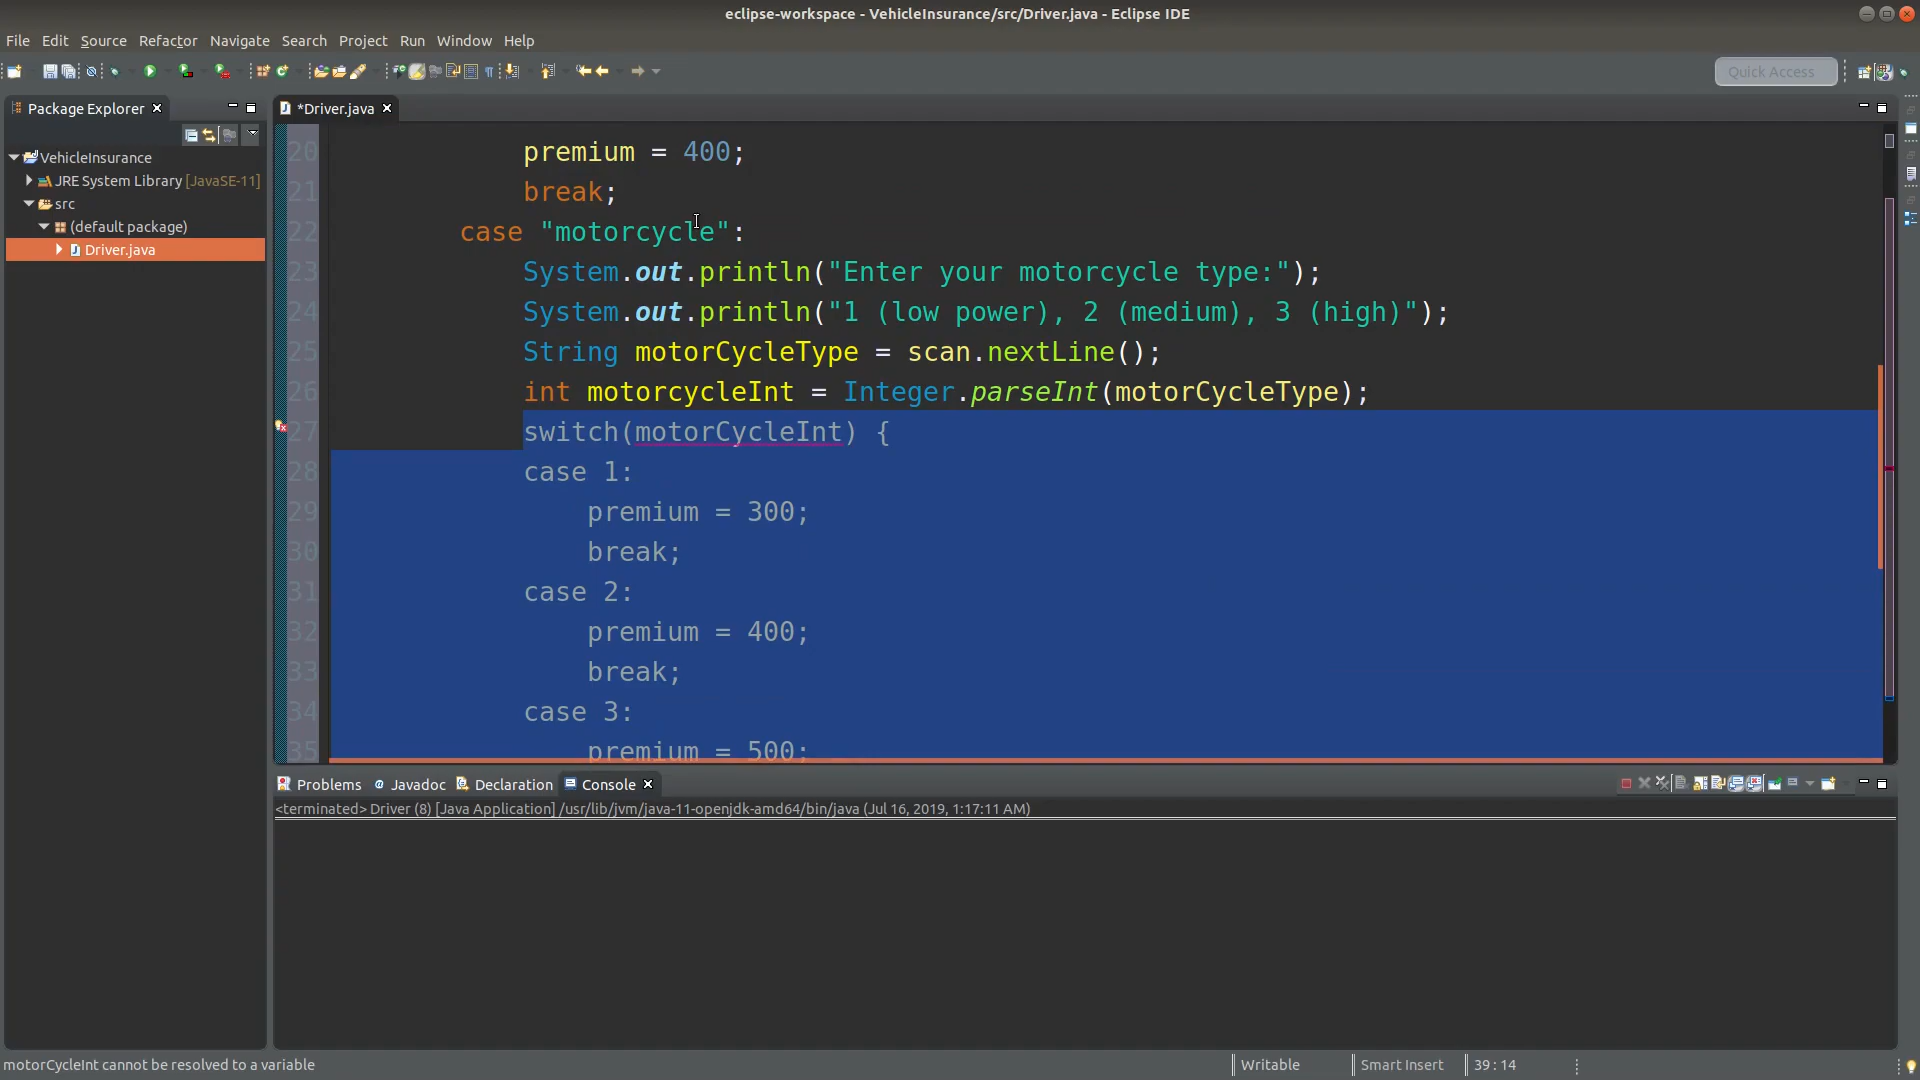 eclipse-workspace - VehicleInsurance/src/Driver.java - Eclipse IDE
File Edit Source Refactor Navigate Search Project Run Window Help
Quick Access
Package Explorer
*Driver.java
VehicleInsurance
JRE System Library [JavaSE-11]
src
(default package)
Driver.java
20 premium = 400;
21 break;
22 case "motorcycle":
23 System.out.println("Enter your motorcycle type:");
24 System.out.println("1 (low power), 2 (medium), 3 (high)");
25 String motorCycleType = scan.nextLine();
26 int motorcycleInt = Integer.parseInt(motorCycleType);
27 switch(motorCycleInt) {
28 case 1:
29 premium = 300;
30 break;
31 case 2:
32 premium = 400;
33 break;
34 case 3:
35 premium = 500;
Problems Javadoc Declaration Console
<terminated> Driver (8) [Java Application] /usr/lib/jvm/java-11-openjdk-amd64/bin/java (Jul 16, 2019, 1:17:11 AM)
motorCycleInt cannot be resolved to a variable
Writable Smart Insert 39 : 14